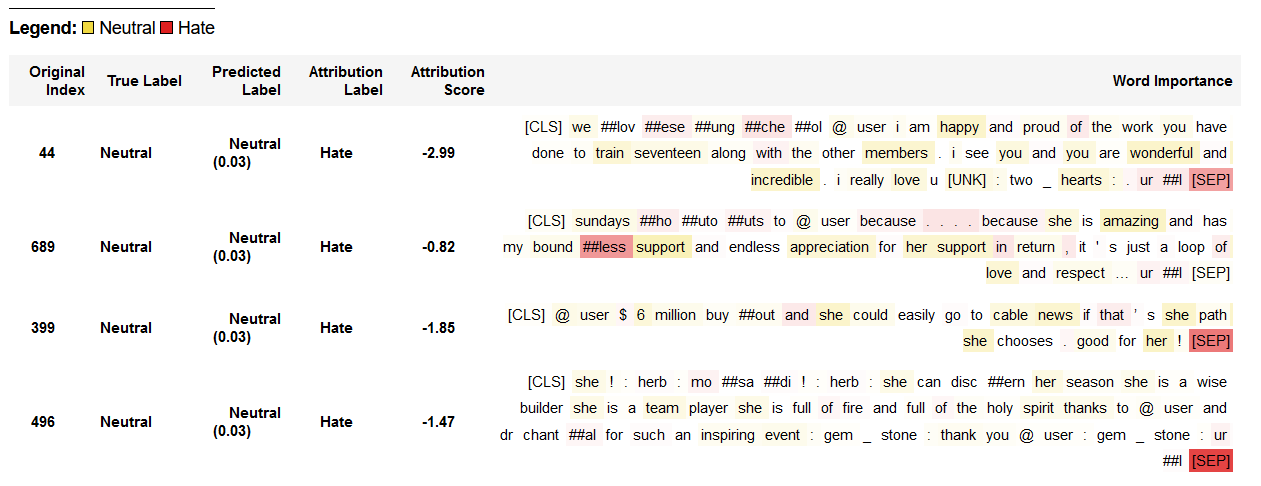 Legend: Neutral Hate
Original Index True Label Predicted Label Attribution Label Attribution Score Word Importance
[CLS] we ##lov ##ese ##ung ##che ##ol @ user i am happy and proud of the work you have
44 Neutral Neutral (0.03) Hate -2.99 done to train seventeen along with the other members . i see you and you are wonderful and
incredible . i really love u [UNK] : two _ hearts : . ur ##l [SEP]
[CLS] sundays ##ho ##uto ##uts to @ user because . . . . because she is amazing and has
689 Neutral Neutral (0.03) Hate -0.82 my bound ##less support and endless appreciation for her support in return , it ' s just a loop of
love and respect … ur ##l [SEP]
[CLS] @ user $ 6 million buy ##out and she could easily go to cable news if that ’ s she path
399 Neutral Neutral (0.03) Hate -1.85 she chooses . good for her ! [SEP]
[CLS] she ! : herb : mo ##sa ##di ! : herb : she can disc ##ern her season she is a wise
builder she is a team player she is full of fire and full of the holy spirit thanks to @ user and
496 Neutral Neutral (0.03) Hate -1.47 dr chant ##al for such an inspiring event : gem _ stone : thank you @ user : gem _ stone : ur
##l [SEP]